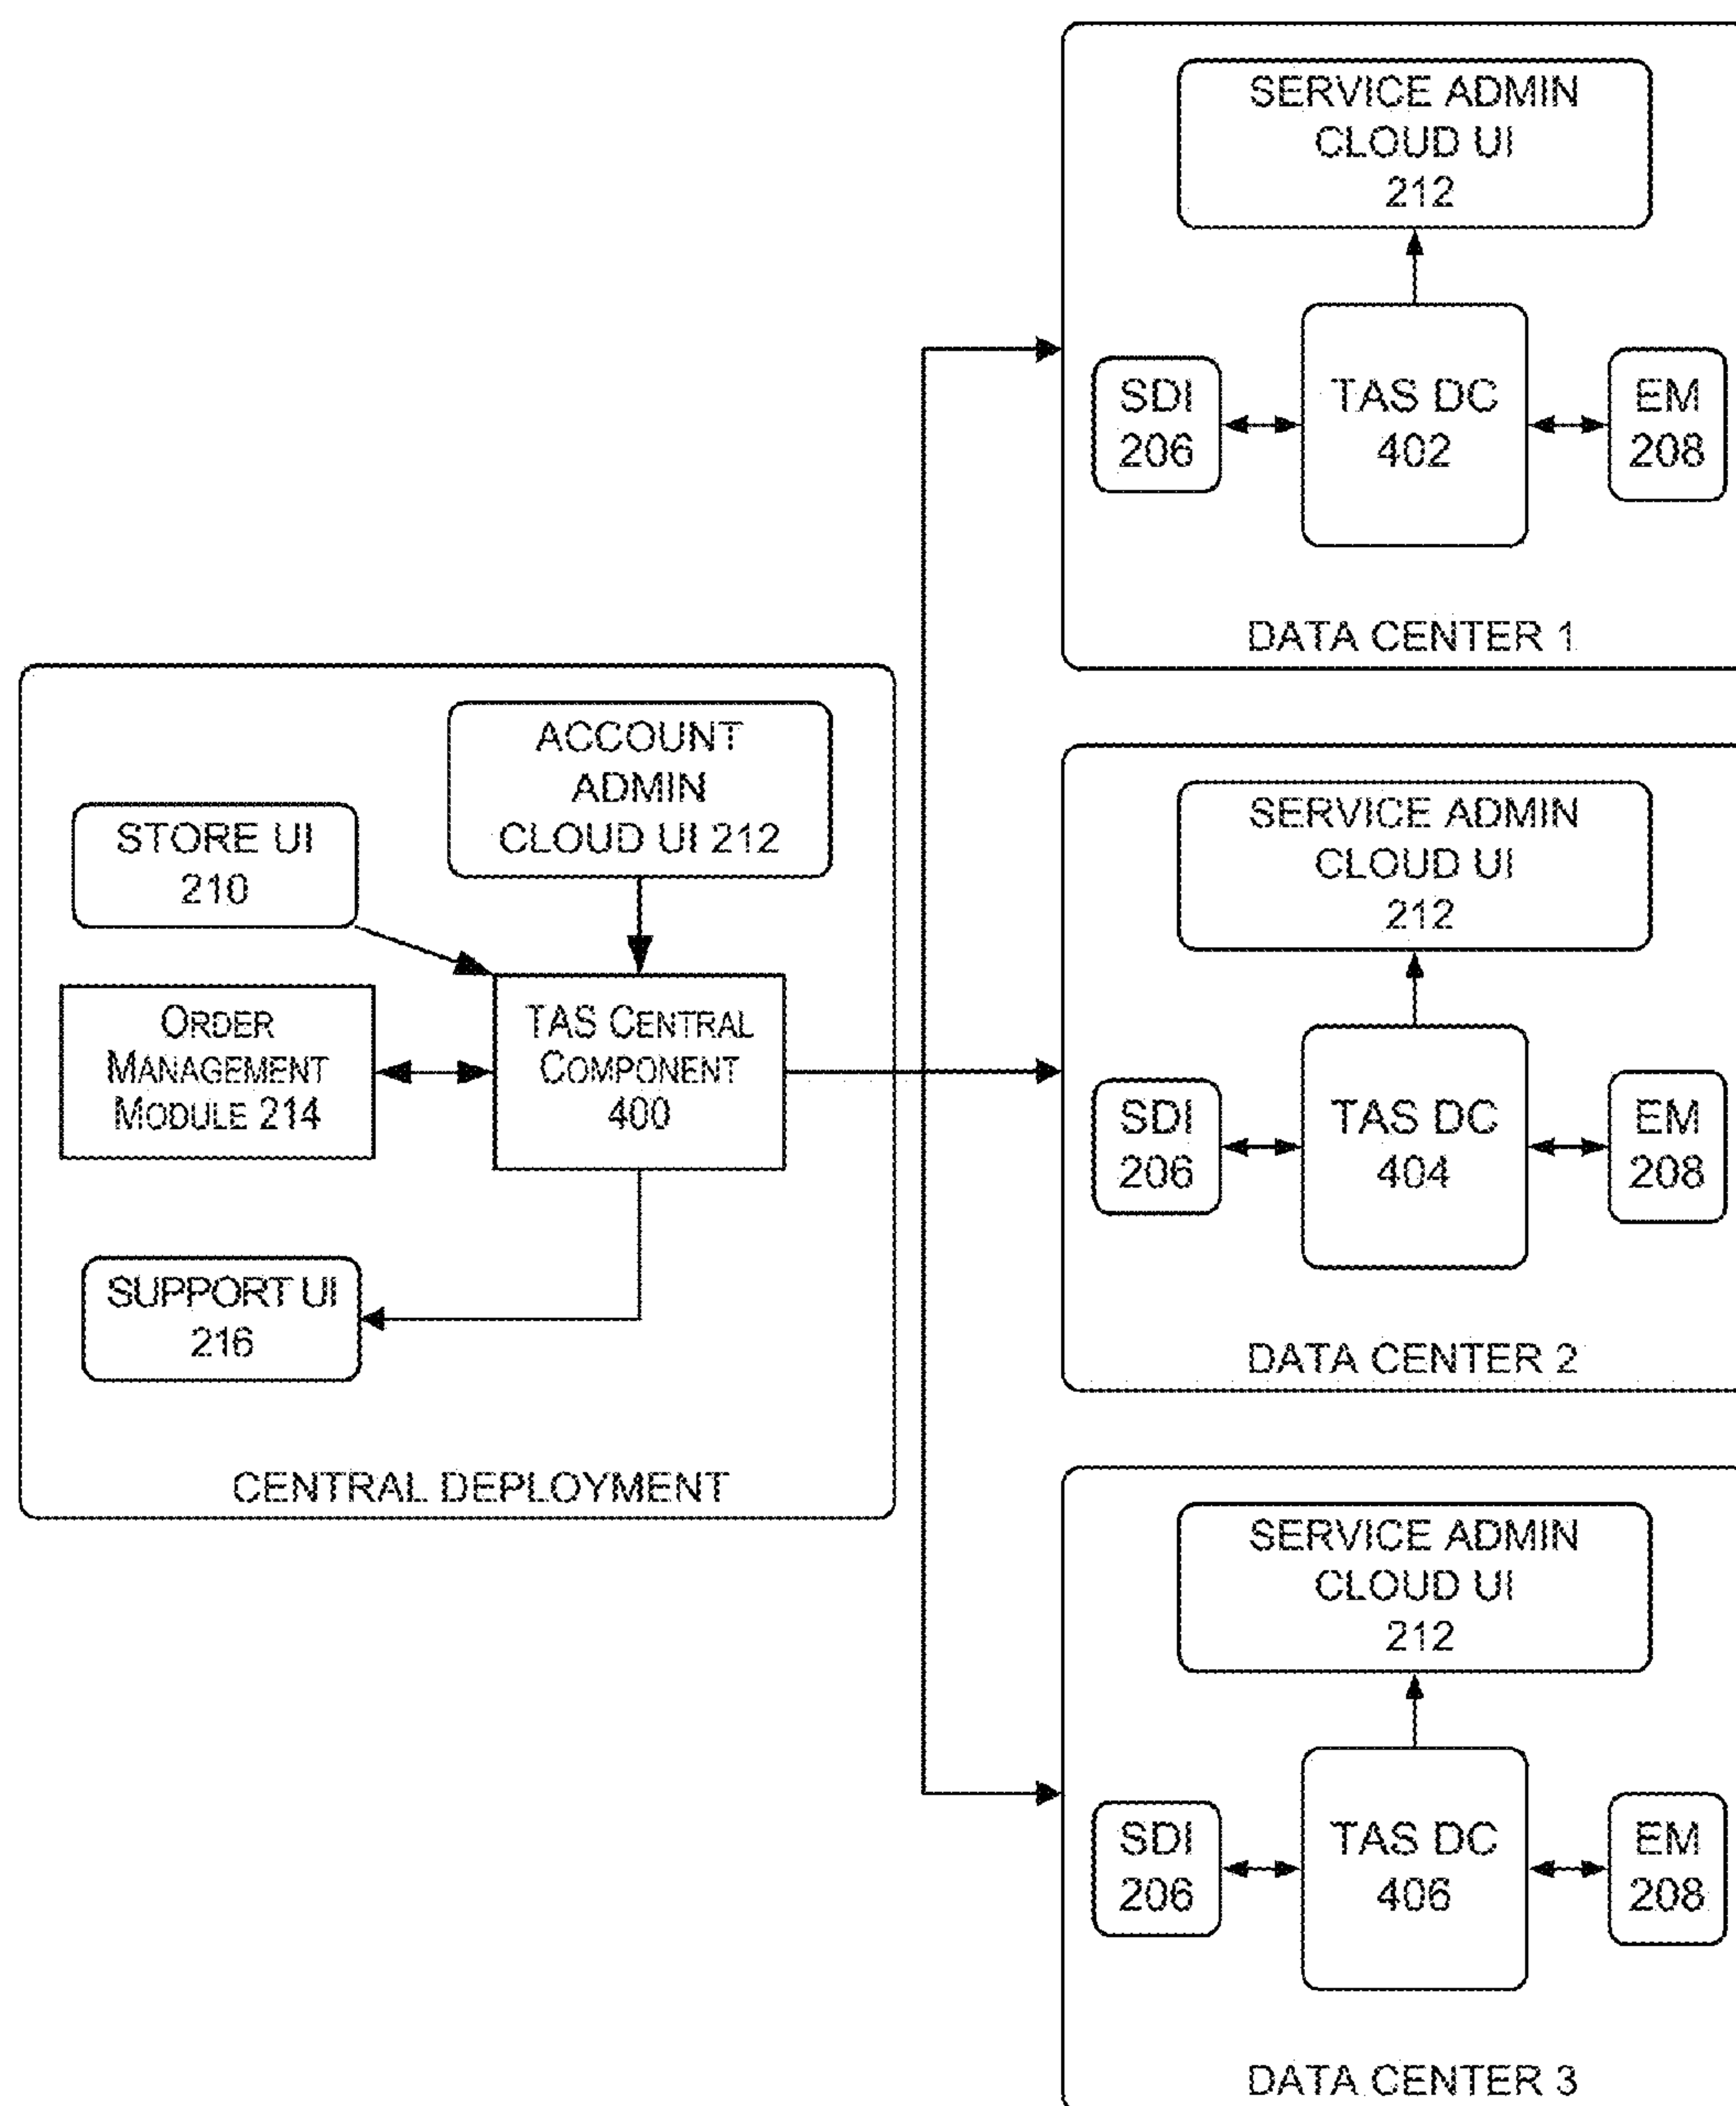 SERVICE ADMIN
CLOUD UI
212
SDI
206
TAS DC
402
EM
208
DATA CENTER 1
ACCOUNT
ADMIN
CLOUD UI 212
STORE UI
210
ORDER
MANAGEMENT
MODULE 214
TAS CENTRAL
COMPONENT
400
SUPPORT UI
216
CENTRAL DEPLOYMENT
SERVICE ADMIN
CLOUD UI
212
SDI
206
TAS DC
404
EM
208
DATA CENTER 2
SERVICE ADMIN
CLOUD UI
212
SDI
206
TAS DC
406
EM
208
DATA CENTER 3